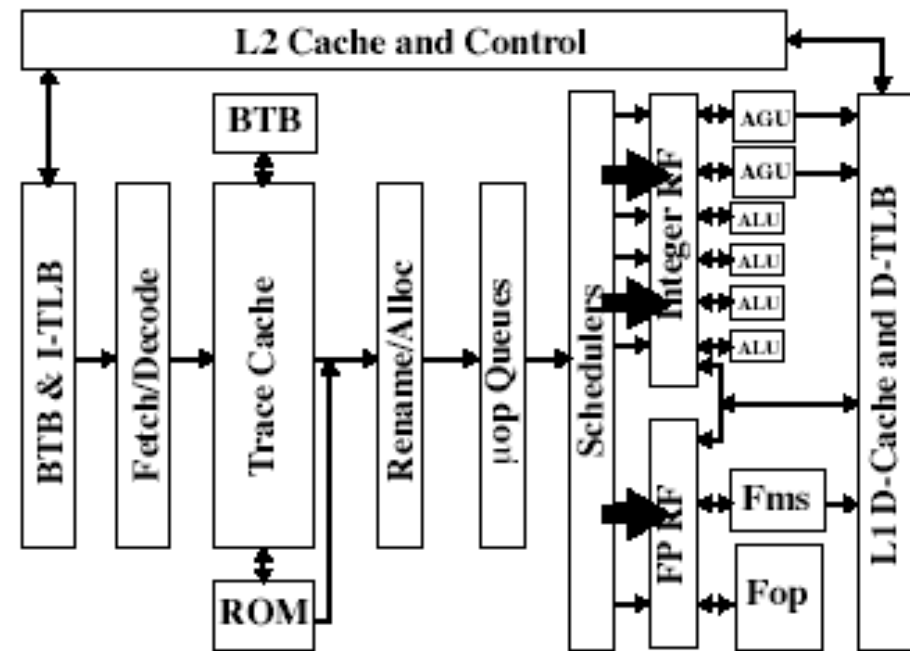 L2 Cache and Control
BTB
BTB & I-TLB
Fetch/Decode
Trace Cache
ROM
Rename/Alloc
µop Queues
Schedulers
Integer RF
FP RF
AGU
AGU
ALU
ALU
ALU
ALU
Fms
Fop
L1 D-Cache and D-TLB